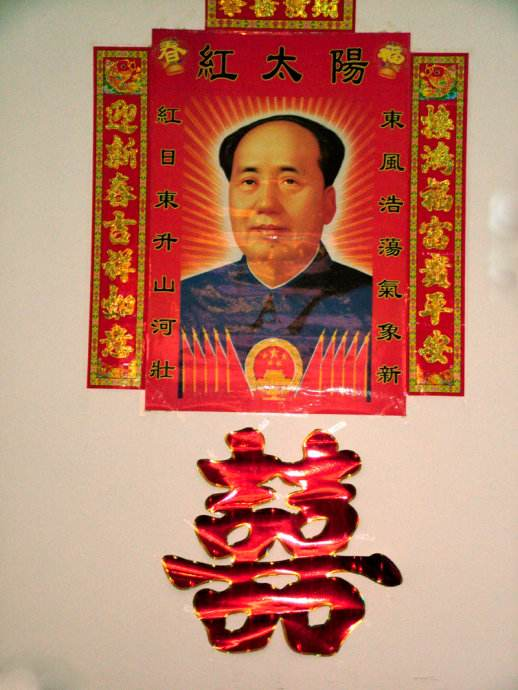 春 紅太陽 福
迎新春吉祥如意
紅日東升山河壯
東風浩蕩氣象新
接鴻福富貴平安
囍